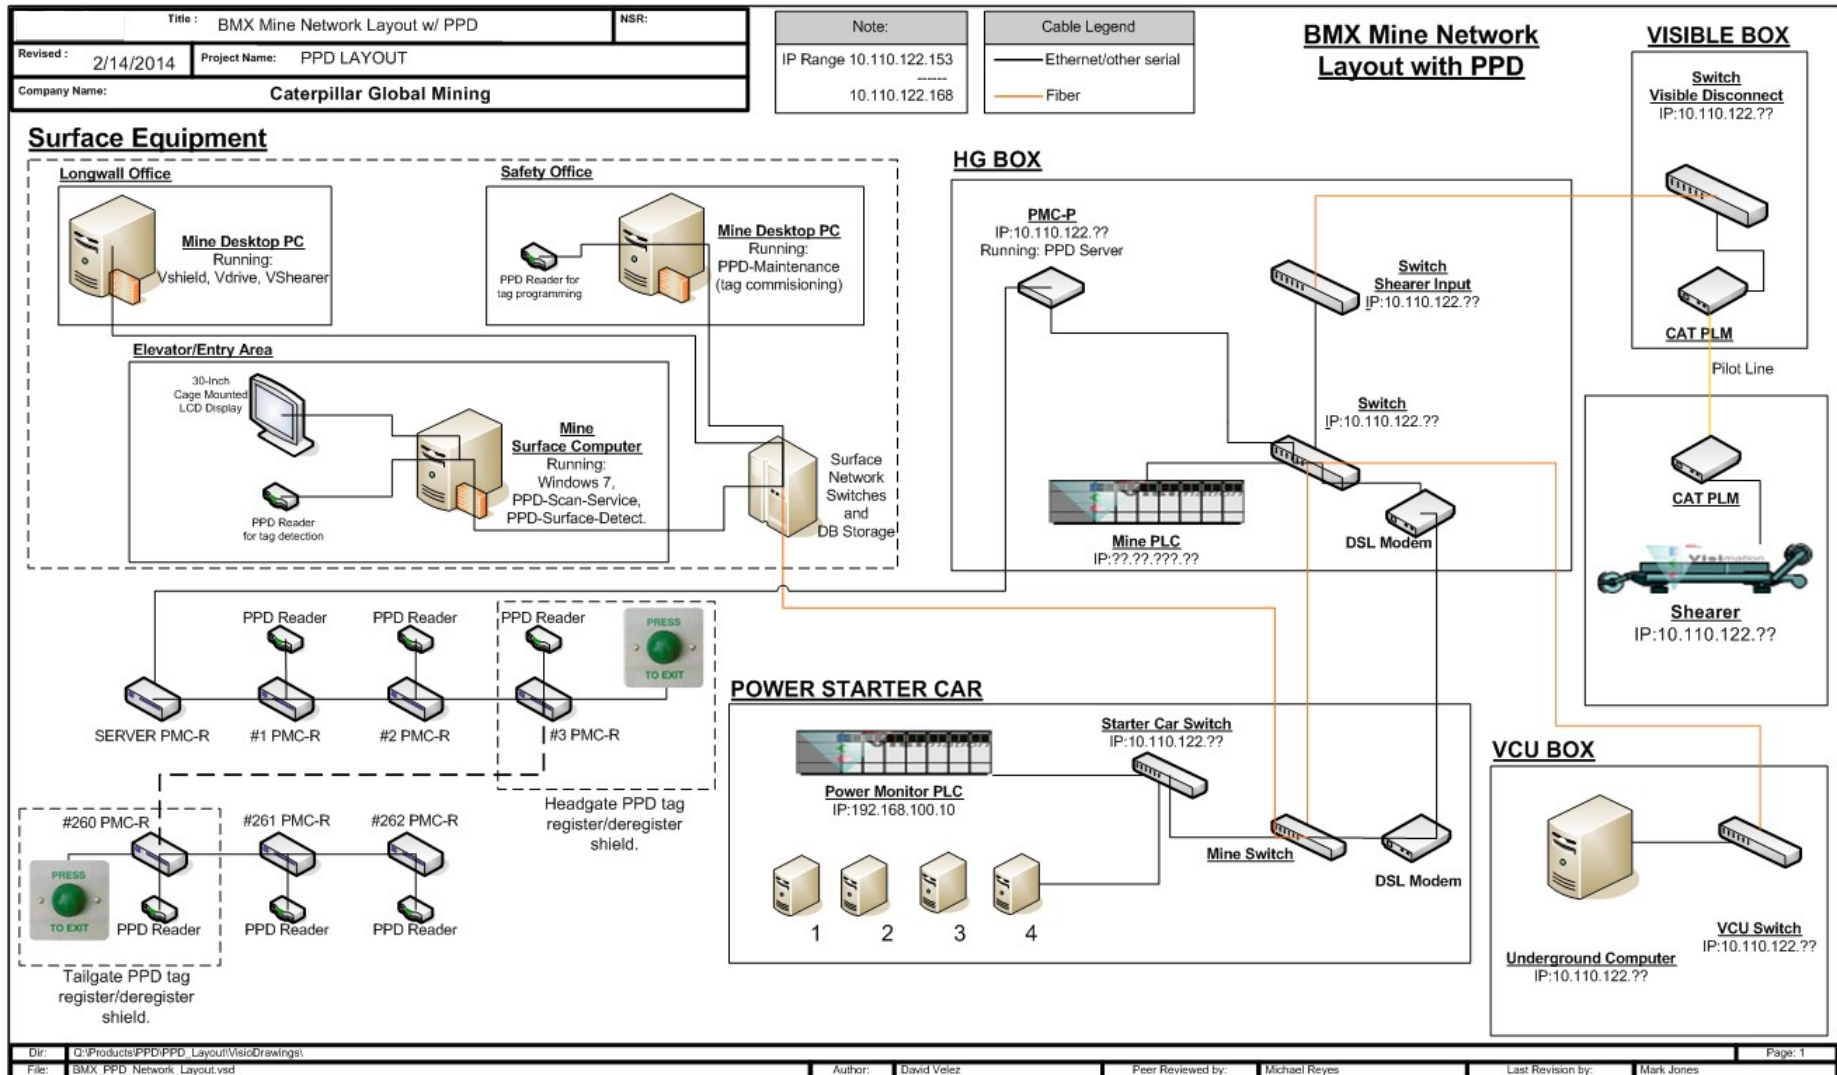 Title :
BMX Mine Network Layout w/ PPD
NSR:
Revised :
2/14/2014
Project Name:
PPD LAYOUT
Company Name:
Caterpillar Global Mining
Note:
IP Range 10.110.122.153
------
10.110.122.168
Cable Legend
Ethernet/other serial
Fiber
BMX Mine Network
Layout with PPD
VISIBLE BOX
Switch
Visible Disconnect
IP:10.110.122.??
CAT PLM
Pilot Line
CAT PLM
Visimation
Shearer
IP:10.110.122.??
Surface Equipment
Longwall Office
Mine Desktop PC
Running:
Vshield, Vdrive, VShearer
Safety Office
PPD Reader for
tag programming
Mine Desktop PC
Running:
PPD-Maintenance
(tag commisioning)
Elevator/Entry Area
30-Inch
Cage Mounted
LCD Display
PPD Reader
for tag detection
Mine
Surface Computer
Running:
Windows 7,
PPD-Scan-Service,
PPD-Surface-Detect.
Surface
Network
Switches
and
DB Storage
HG BOX
PMC-P
IP:10.110.122.??
Running: PPD Server
Switch
Shearer Input
IP:10.110.122.??
Switch
IP:10.110.122.??
Mine PLC
IP:??.??.???.??
DSL Modem
PPD Reader
PPD Reader
PPD Reader
PRESS
TO EXIT
SERVER PMC-R
#1 PMC-R
#2 PMC-R
#3 PMC-R
Headgate PPD tag
register/deregister
shield.
#260 PMC-R
#261 PMC-R
#262 PMC-R
PRESS
TO EXIT
PPD Reader
PPD Reader
PPD Reader
Tailgate PPD tag
register/deregister
shield.
POWER STARTER CAR
Power Monitor PLC
IP:192.168.100.10
Starter Car Switch
IP:10.110.122.??
Mine Switch
DSL Modem
1
2
3
4
VCU BOX
Underground Computer
IP:10.110.122.??
VCU Switch
IP:10.110.122.??
Dir:
Q:\Products\PPD\PPD_Layout\VisioDrawings\
Page: 1
File:
BMX_PPD_Network_Layout.vsd
Author:
David Velez
Peer Reviewed by:
Michael Reyes
Last Revision by:
Mark Jones